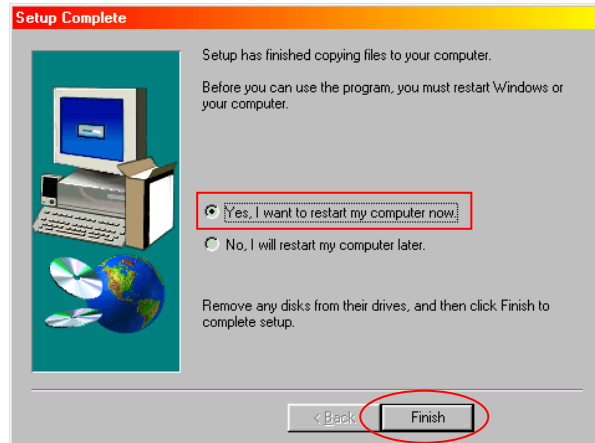 Setup Complete
Setup has finished copying files to your computer.
Before you can use the program, you must restart Windows or
your computer.
Yes, I want to restart my computer now.
No, I will restart my computer later.
Remove any disks from their drives, and then click Finish to
complete setup.
< Back
Finish